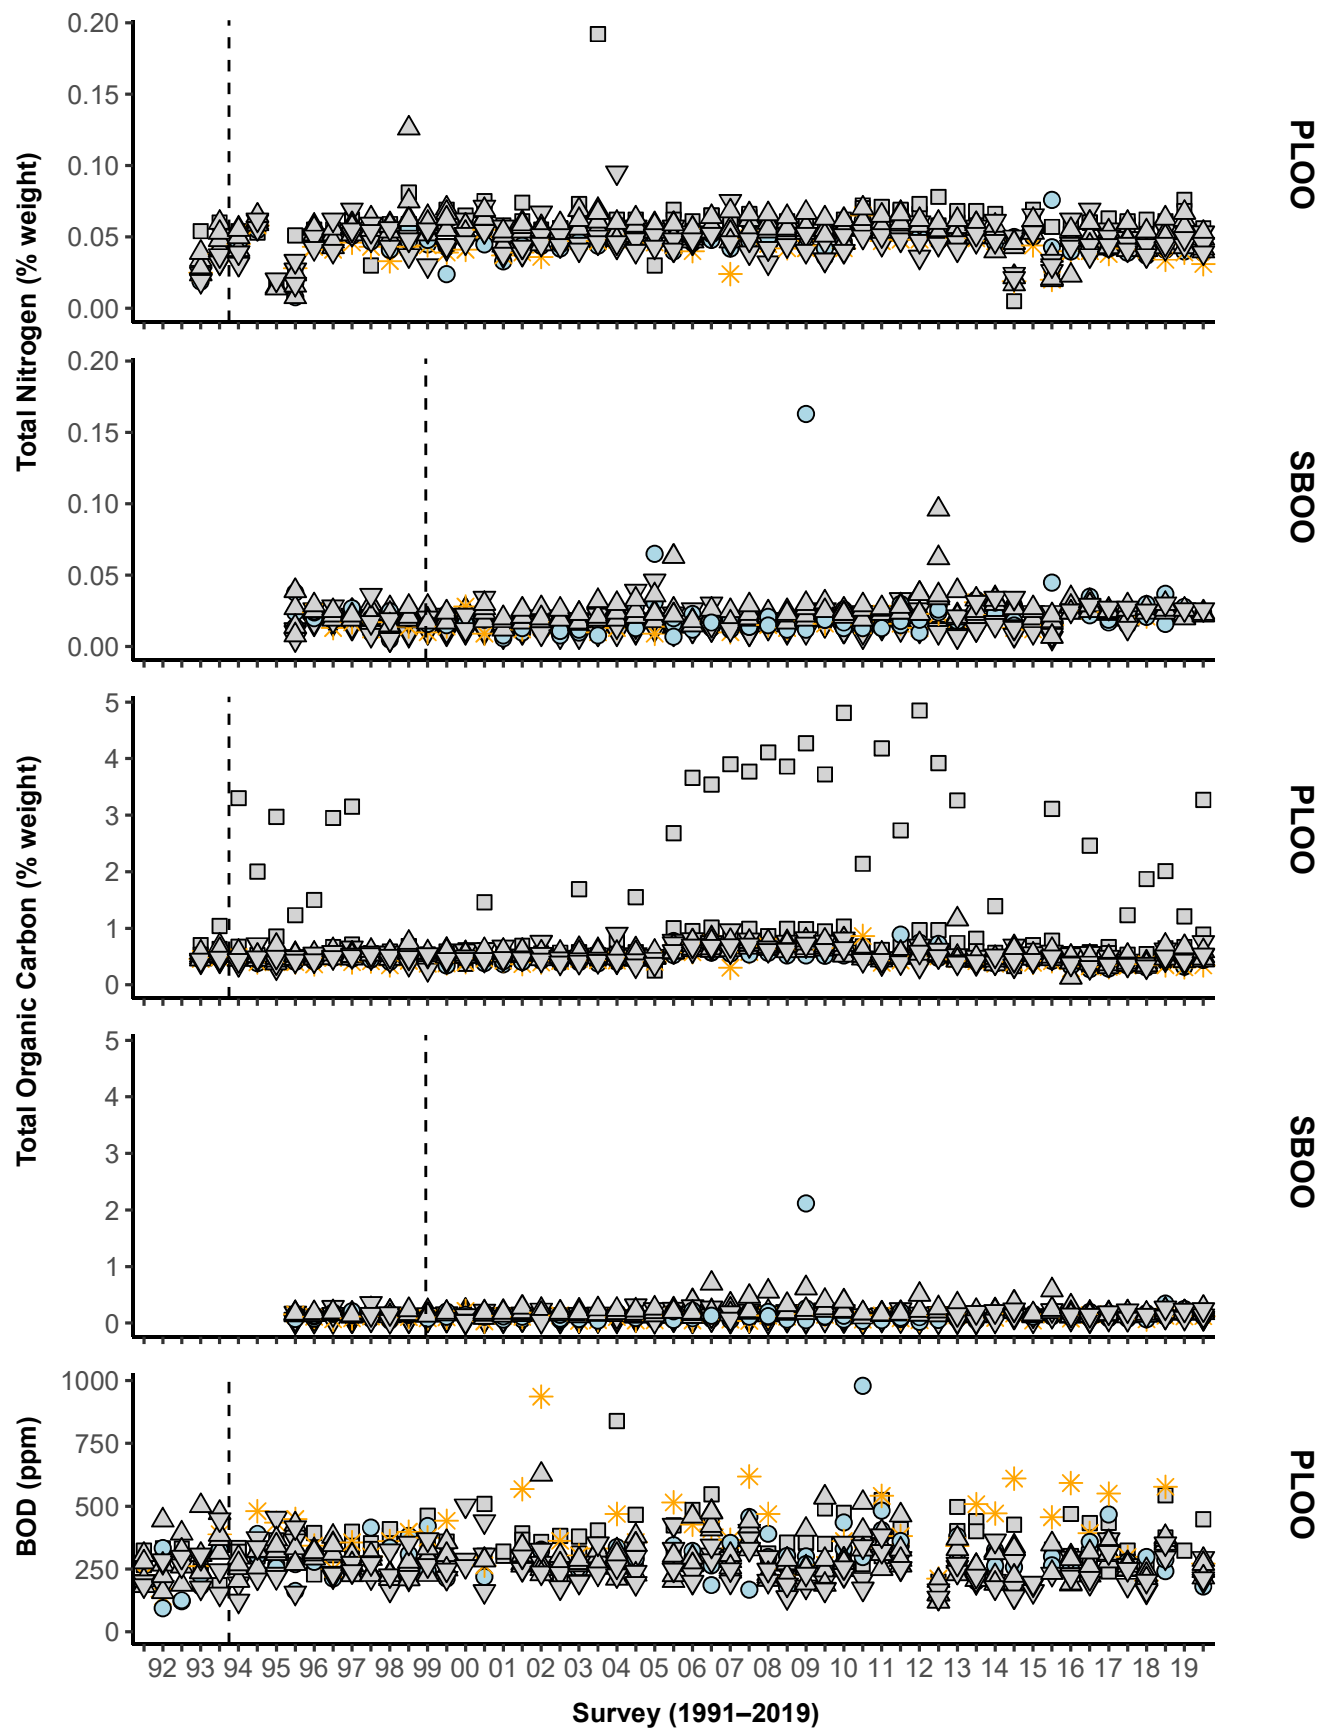 0.20
0.15
0.10
0.05
0.00
PLOO
Total Nitrogen (% weight)
0.20
0.15
0.10
0.05
0.00
SBOO
5
4
3
2
1
0
PLOO
Total Organic Carbon (% weight)
5
4
3
2
1
0
SBOO
1000
750
500
250
0
BOD (ppm)
PLOO
92 93 94 95 96 97 98 99 00 01 02 03 04 05 06 07 08 09 10 11 12 13 14 15 16 17 18 19
Survey (1991–2019)